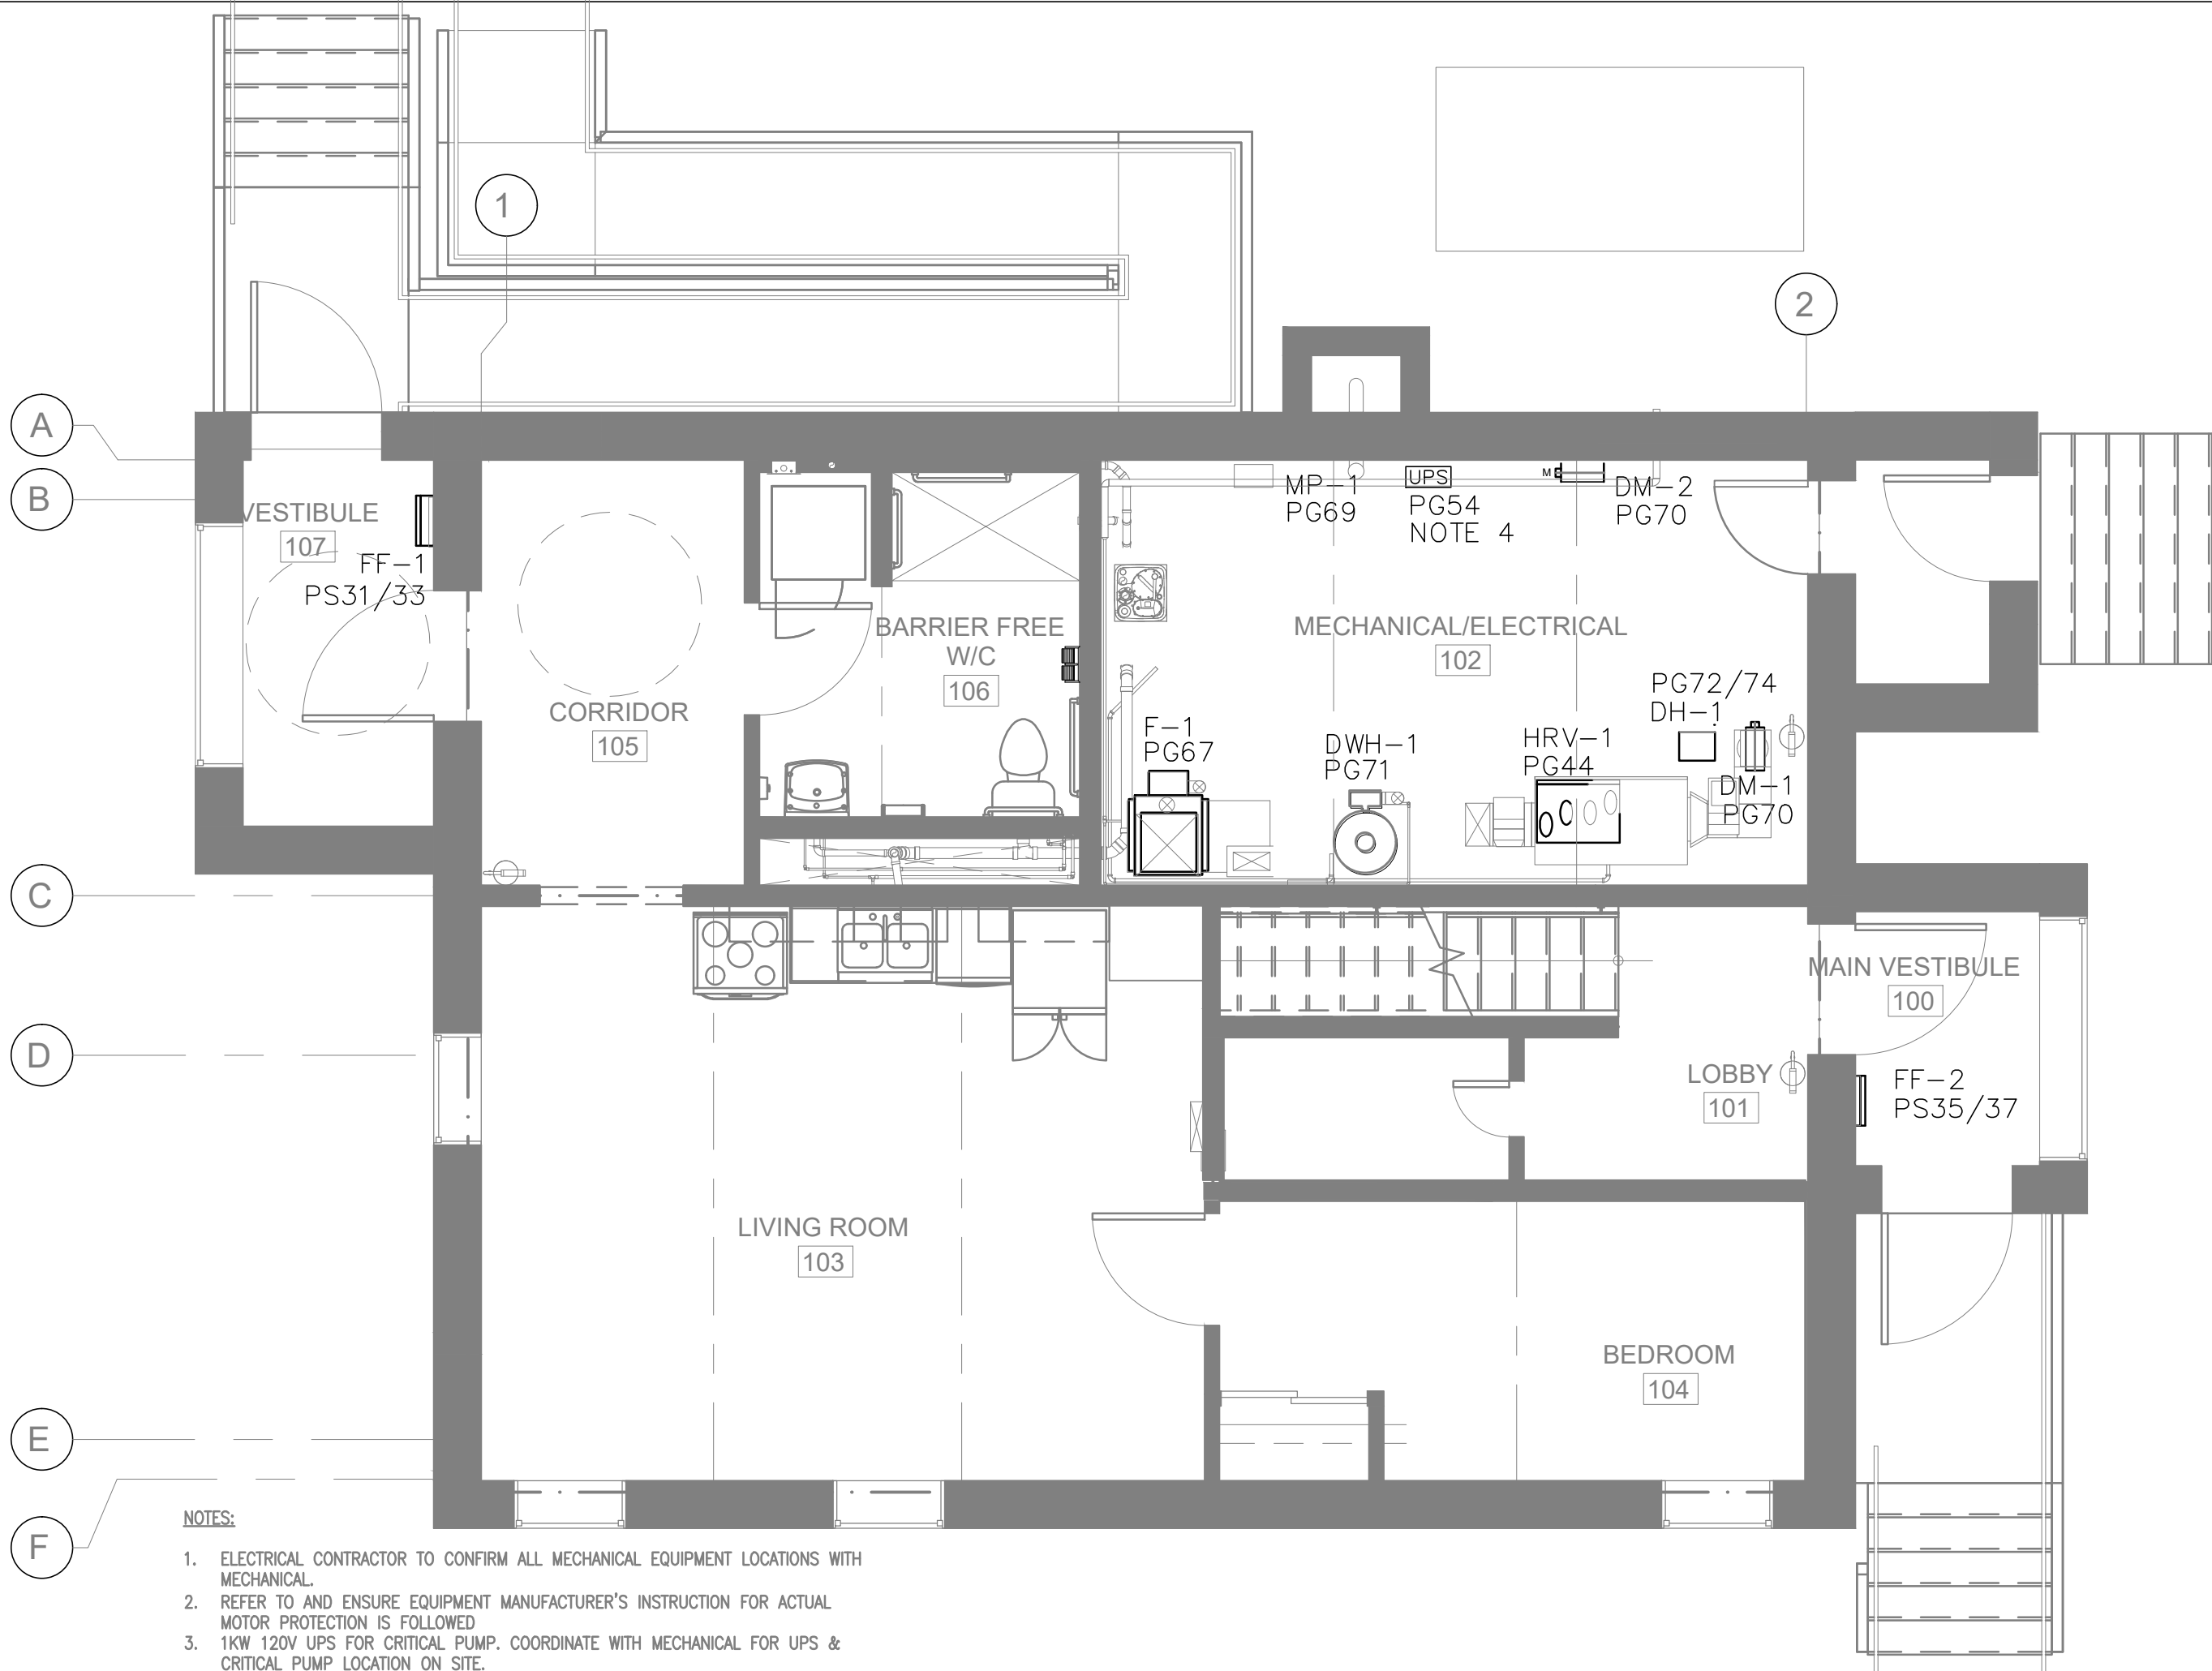 1
2
A
B
MP-1
PG69
UPS
PG54
NOTE 4
M
DM-2
PG70
VESTIBULE
107
FF-1
PS31/33
BARRIER FREE
W/C
106
MECHANICAL/ELECTRICAL
102
CORRIDOR
105
PG72/74
DH-1
F-1
PG67
DWH-1
PG71
HRV-1
PG44
DM-1
PG70
C
MAIN VESTIBULE
100
D
LOBBY
101
FF-2
PS35/37
LIVING ROOM
103
BEDROOM
104
E
F
NOTES:
1. ELECTRICAL CONTRACTOR TO CONFIRM ALL MECHANICAL EQUIPMENT LOCATIONS WITH
MECHANICAL.
2. REFER TO AND ENSURE EQUIPMENT MANUFACTURER'S INSTRUCTION FOR ACTUAL
MOTOR PROTECTION IS FOLLOWED
3. 1KW 120V UPS FOR CRITICAL PUMP. COORDINATE WITH MECHANICAL FOR UPS &
CRITICAL PUMP LOCATION ON SITE.